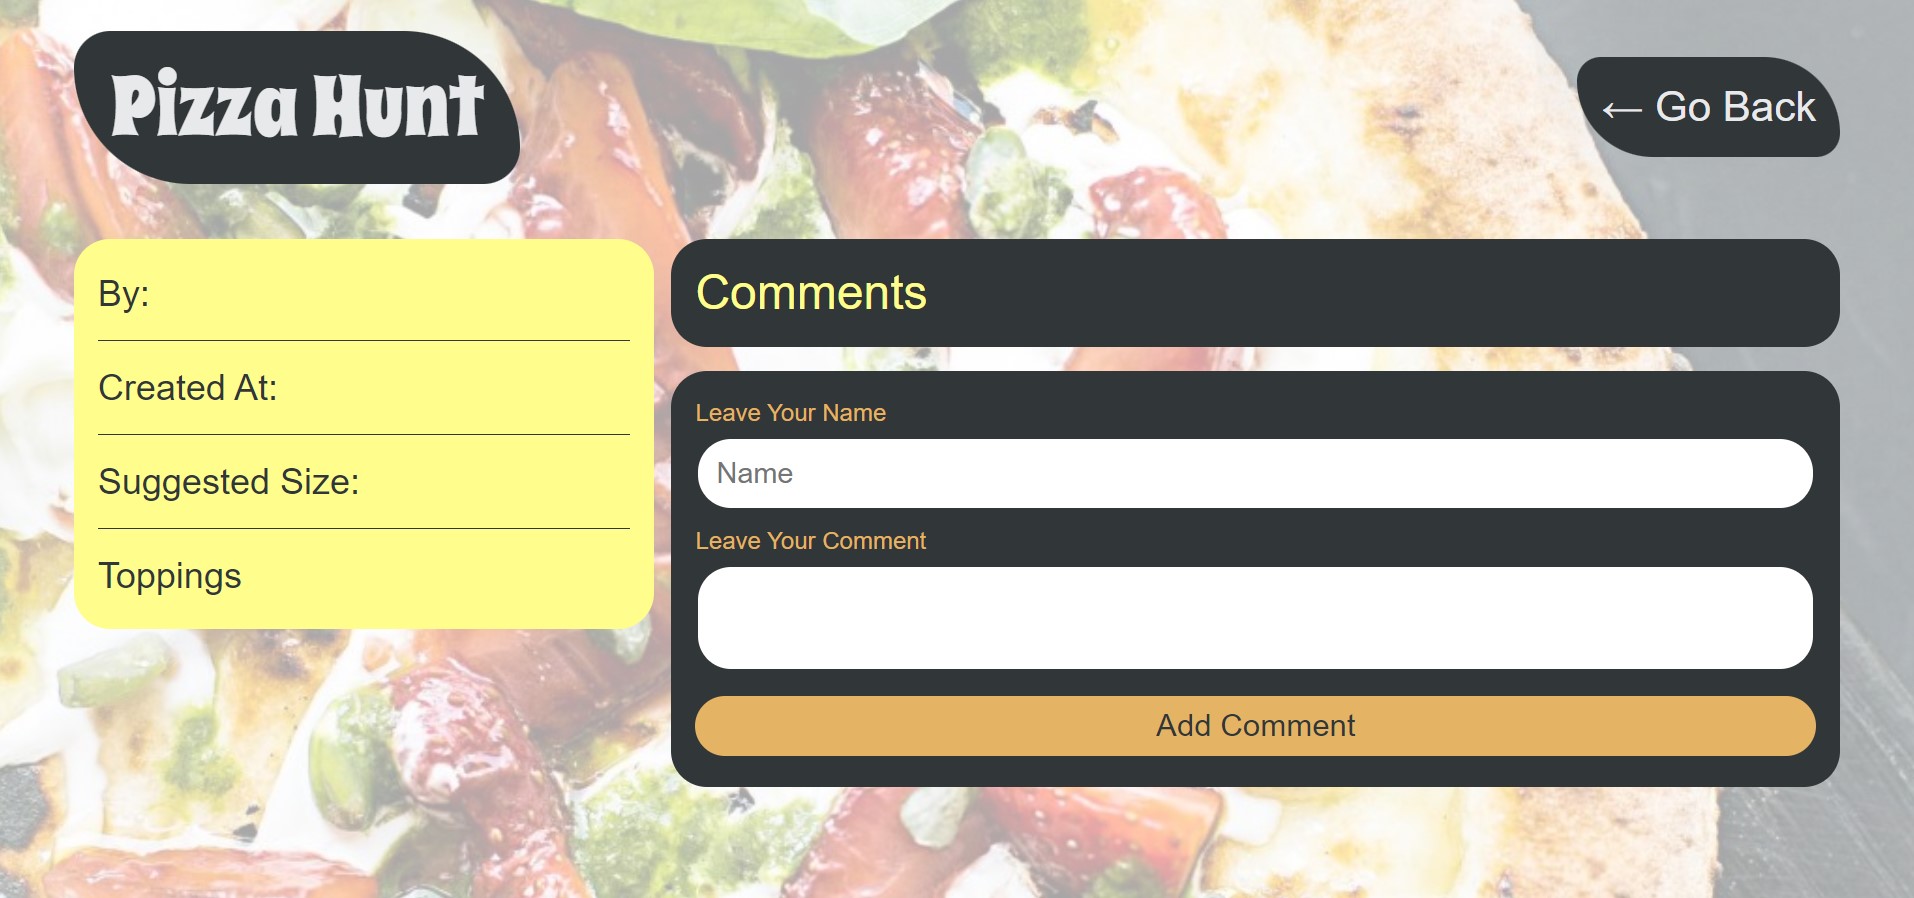 Pizza Hunt
← Go Back
By:
Created At:
Suggested Size:
Toppings
Comments
Leave Your Name
Name
Leave Your Comment
Add Comment